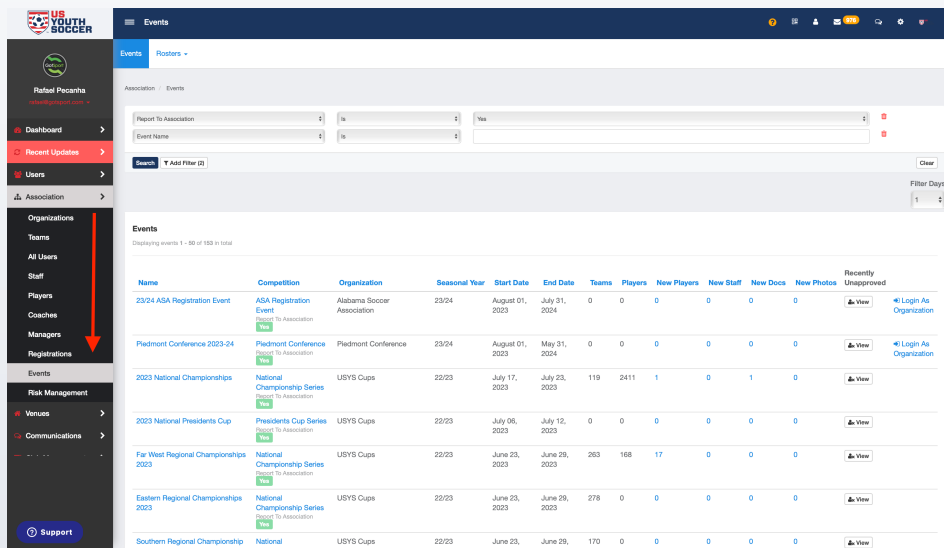 US
YOUTH
SOCCER
Events
976
GotSport
Rafael Pecanha
rafael@gotsport.com
Dashboard
Recent Updates
Users
Association
Organizations
Teams
All Users
Staff
Players
Coaches
Managers
Registrations
Events
Risk Management
Venues
Communications
Support
Events Rosters
Association / Events
Report To Association is Yes
Event Name is
Search Add Filter (2) Clear
Filter Days
1
Events
Displaying events 1 - 50 of 153 in total
Name Competition Organization Seasonal Year Start Date End Date Teams Players New Players New Staff New Docs New Photos Recently Unapproved
23/24 ASA Registration Event ASA Registration Event Alabama Soccer Association 23/24 August 01, 2023 July 31, 2024 0 0 0 0 0 0 View Login As Organization
Report To Association
Yes
Piedmont Conference 2023-24 Piedmont Conference Piedmont Conference 23/24 August 01, 2023 May 31, 2024 0 0 0 0 0 0 View Login As Organization
Report To Association
Yes
2023 National Championships National Championship Series USYS Cups 22/23 July 17, 2023 July 23, 2023 119 2411 1 0 1 0 View
Report To Association
Yes
2023 National Presidents Cup Presidents Cup Series USYS Cups 22/23 July 06, 2023 July 12, 2023 0 0 0 0 0 0 View
Report To Association
Yes
Far West Regional Championships 2023 National Championship Series USYS Cups 22/23 June 23, 2023 June 29, 2023 263 168 17 0 0 0 View
Report To Association
Yes
Eastern Regional Championships 2023 National Championship Series USYS Cups 22/23 June 23, 2023 June 29, 2023 278 0 0 0 0 0 View
Report To Association
Yes
Southern Regional Championship National USYS Cups 22/23 June 23, June 29, 170 0 0 0 0 0 View